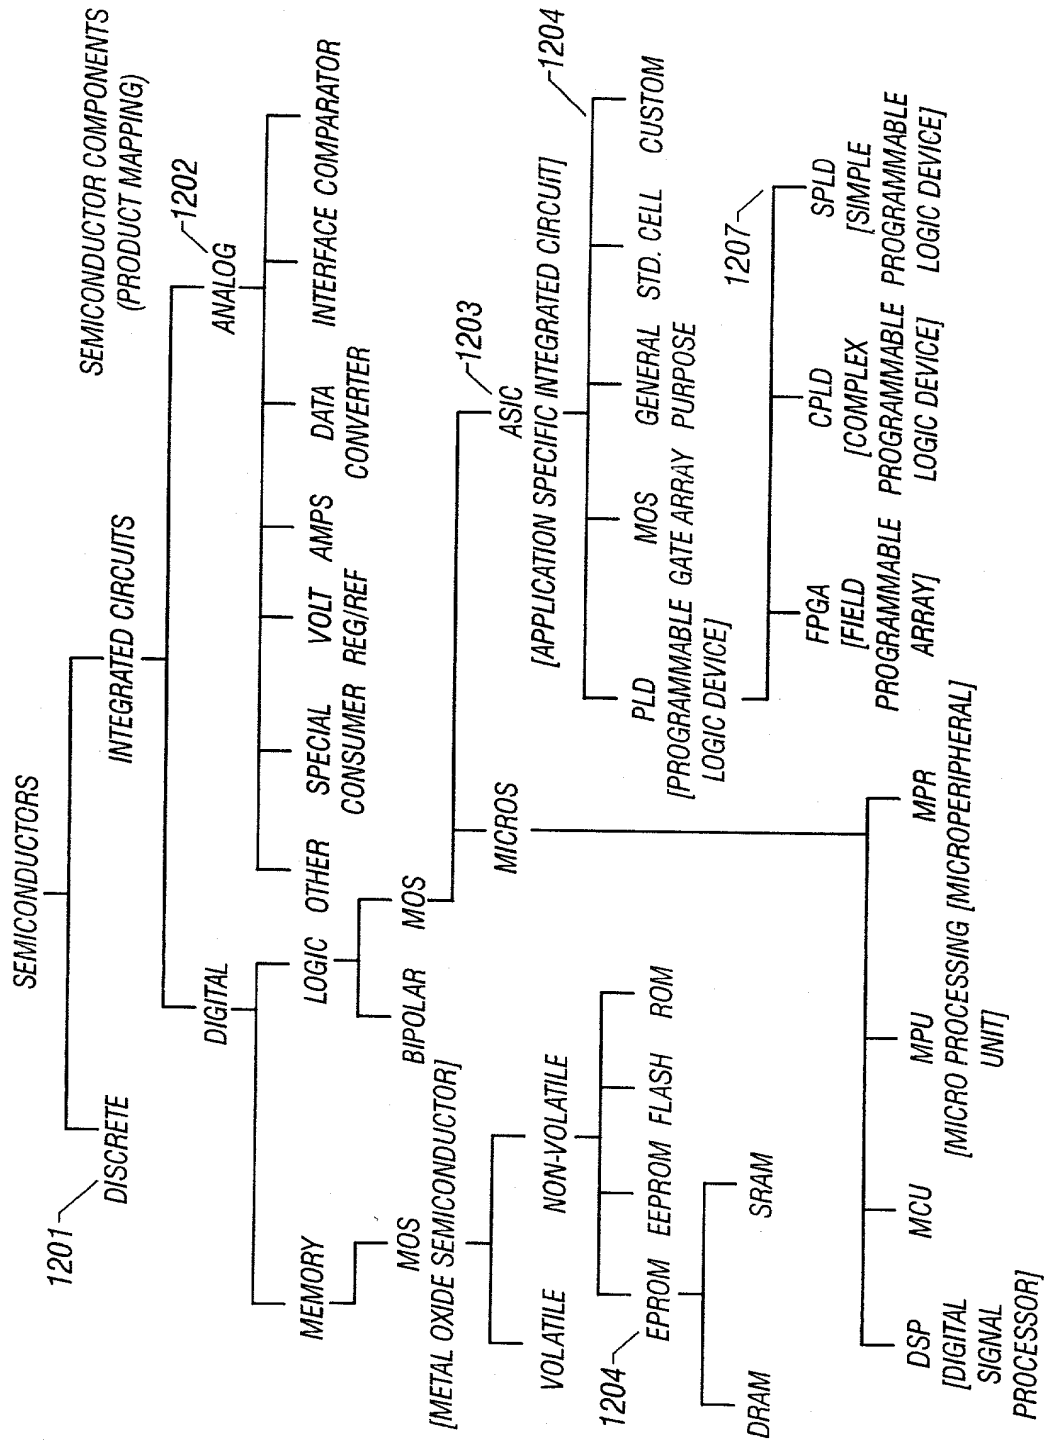 SEMICONDUCTOR COMPONENTS
(PRODUCT MAPPING)
SEMICONDUCTORS
1201
DISCRETE
INTEGRATED CIRCUITS
1202
DIGITAL
ANALOG
MEMORY
LOGIC
OTHER
SPECIAL
CONSUMER
VOLT
REG/REF
AMPS
DATA
CONVERTER
INTERFACE
COMPARATOR
MOS
[METAL OXIDE SEMICONDUCTOR]
BIPOLAR
MOS
1203
MICROS
ASIC
[APPLICATION SPECIFIC INTEGRATED CIRCUIT]
1204
VOLATILE
NON-VOLATILE
1204
EPROM
EEPROM
FLASH
ROM
PLD
[PROGRAMMABLE
LOGIC DEVICE]
MOS
GATE ARRAY
GENERAL
PURPOSE
STD. CELL
CUSTOM
1207
DRAM
SRAM
FPGA
[FIELD
PROGRAMMABLE
ARRAY]
CPLD
[COMPLEX
PROGRAMMABLE
LOGIC DEVICE]
SPLD
[SIMPLE
PROGRAMMABLE
LOGIC DEVICE]
DSP
[DIGITAL
SIGNAL
PROCESSOR]
MCU
MPU
[MICRO PROCESSING
UNIT]
MPR
[MICROPERIPHERAL]